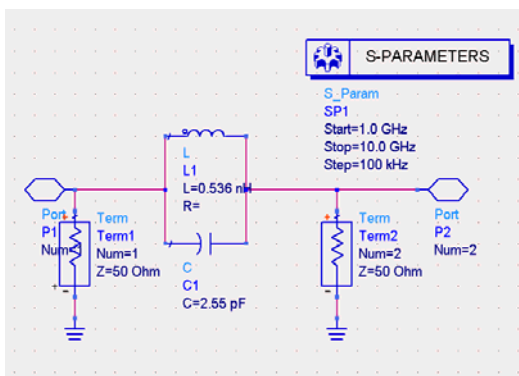 S-PARAMETERS
S_Param
SP1
Start=1.0 GHz
Stop=10.0 GHz
Step=100 kHz
L
L1
L=0.536 nH
R=
Port
P1
Num=1
Term
Term1
Num=1
Z=50 Ohm
C
C1
C=2.55 pF
Term
Term2
Num=2
Z=50 Ohm
Port
P2
Num=2